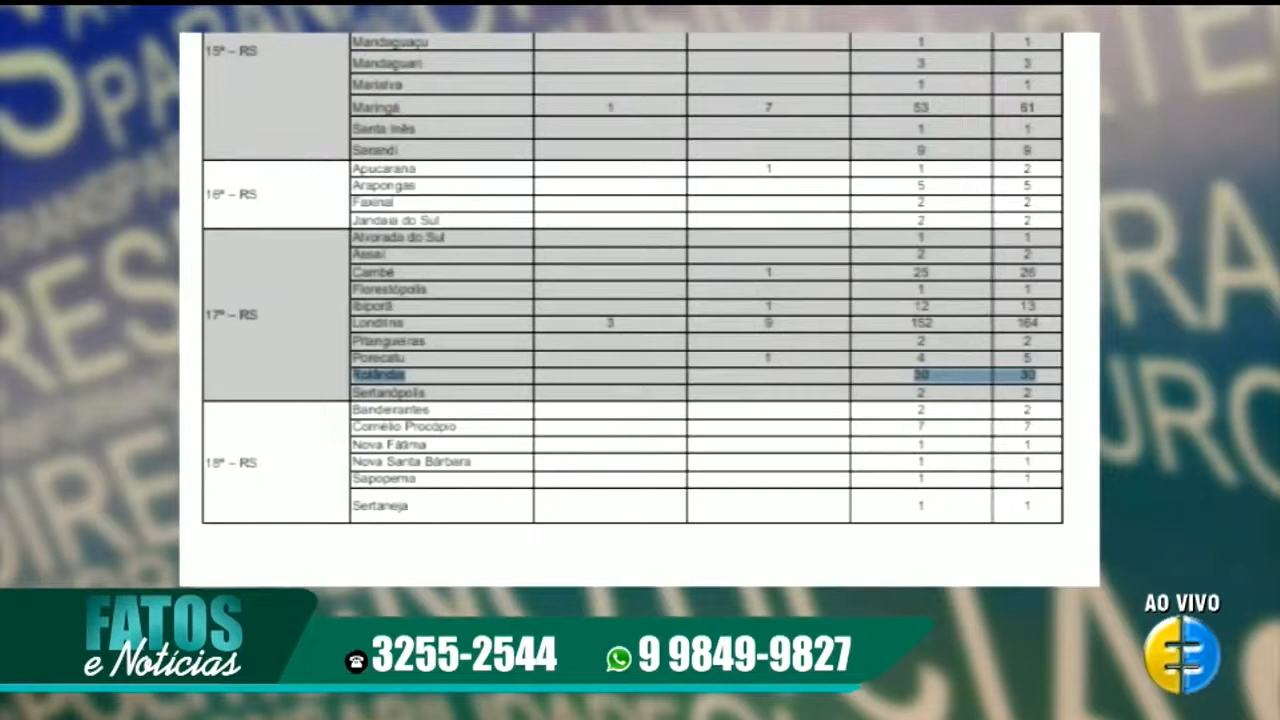 15ª – RS
Mandaguaçu 1 1
Mandaguari 3 3
Marialva 1 1
Maringá 1 7 53 61
Santa Inês 1 1
Sarandi 9 9
16ª – RS
Apucarana 1 1 2
Arapongas 5 5
Faxinal 2 2
Jandaia do Sul 2 2
17ª – RS
Alvorada do Sul 1 1
Assaí 2 2
Cambé 1 25 26
Florestópolis 1 1
Ibiporã 1 12 13
Londrina 3 9 152 164
Pitangueiras 2 2
Porecatu 1 4 5
Rolândia 30 30
Sertanópolis 2 2
18ª – RS
Bandeirantes 2 2
Cornélio Procópio 7 7
Nova Fátima 1 1
Nova Santa Bárbara 1 1
Sapopema 1 1
Sertaneja 1 1
FATOS
e Notícias
3255-2544
9 9849-9827
AO VIVO